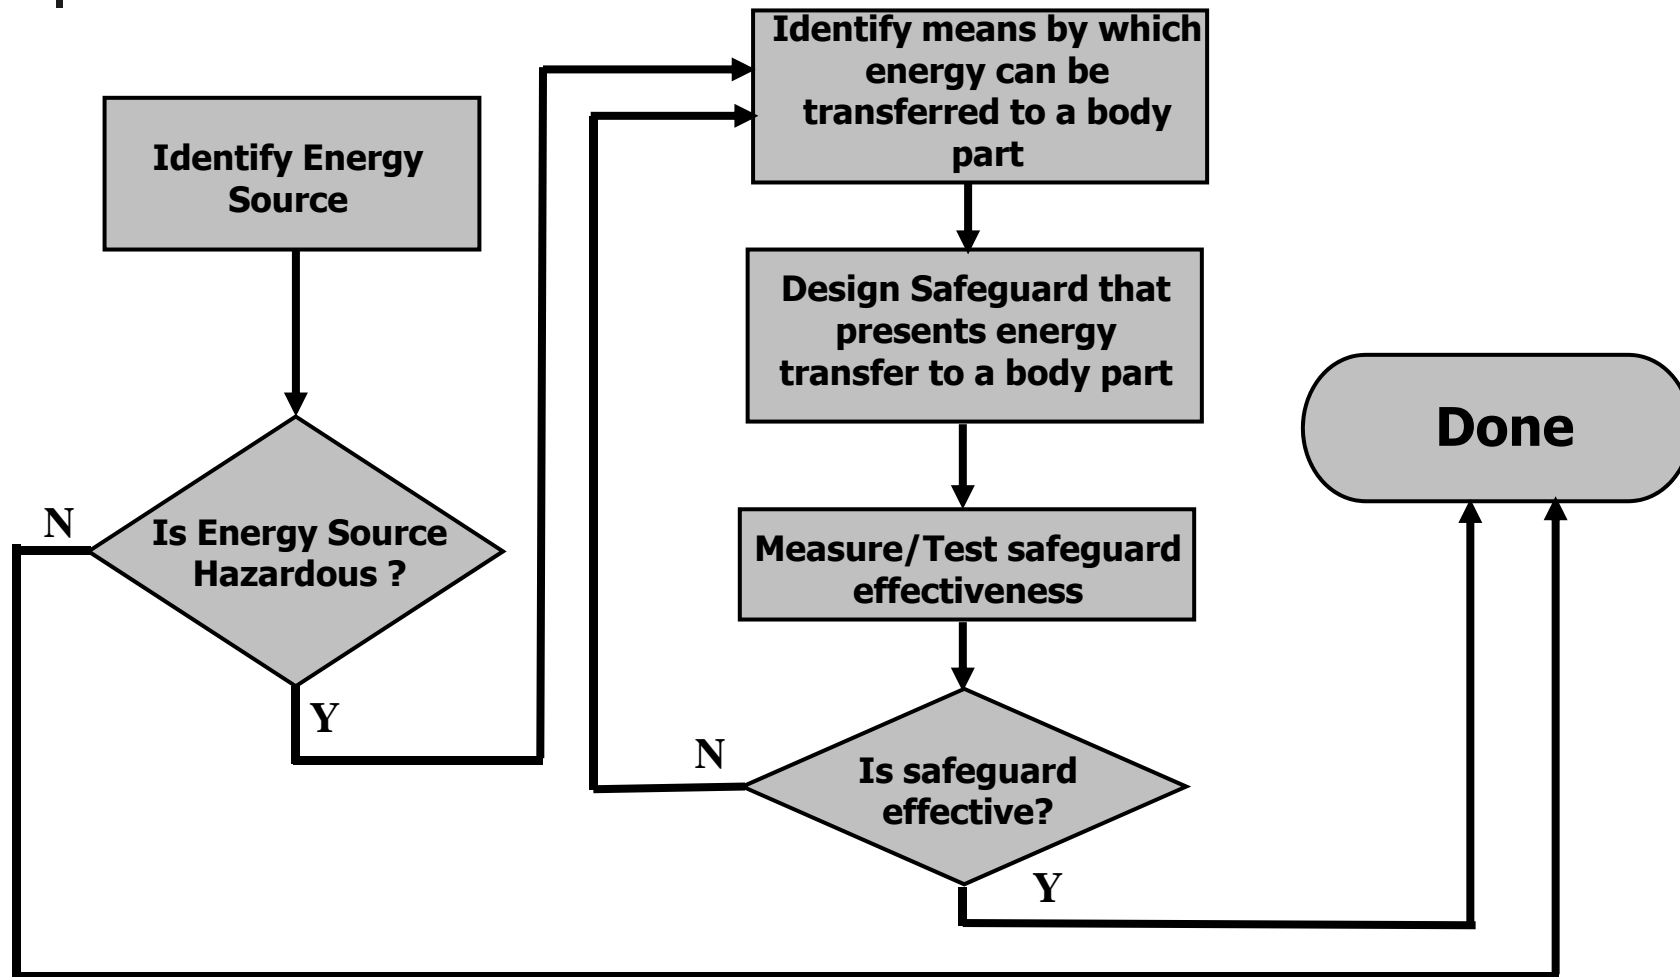 Identify Energy
Source
Is Energy Source
Hazardous ?
N
Y
Identify means by which
energy can be
transferred to a body
part
Design Safeguard that
presents energy
transfer to a body part
Measure/Test safeguard
effectiveness
Is safeguard
effective?
N
Y
Done